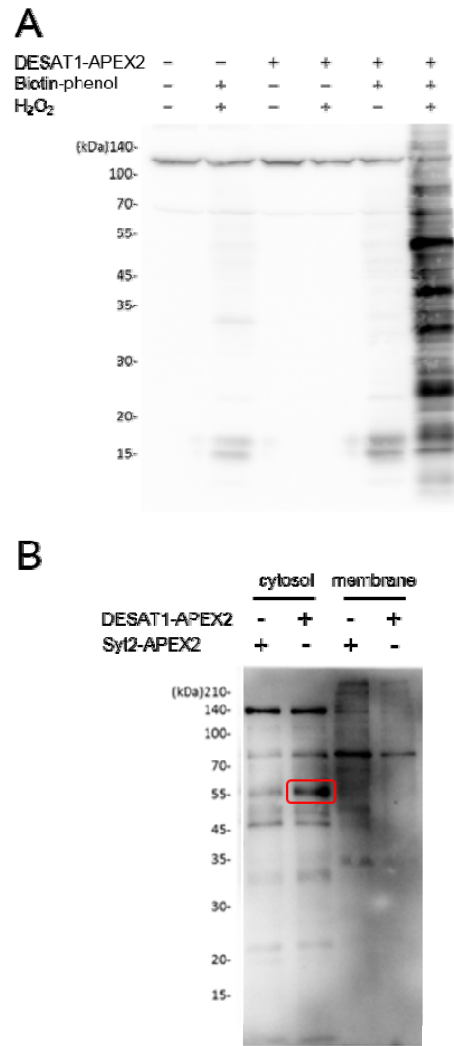 A
DESAT1-APEX2 - - + + + +
Biotin-phenol - + - - + +
H₂O₂ - + - + - +
(kDa)140-
100-
70-
55-
45-
35-
30-
20-
15-
B
cytosol membrane
DESAT1-APEX2 - + - +
Syt2-APEX2 + - + -
(kDa)210-
140-
100-
70-
55-
45-
35-
30-
20-
15-